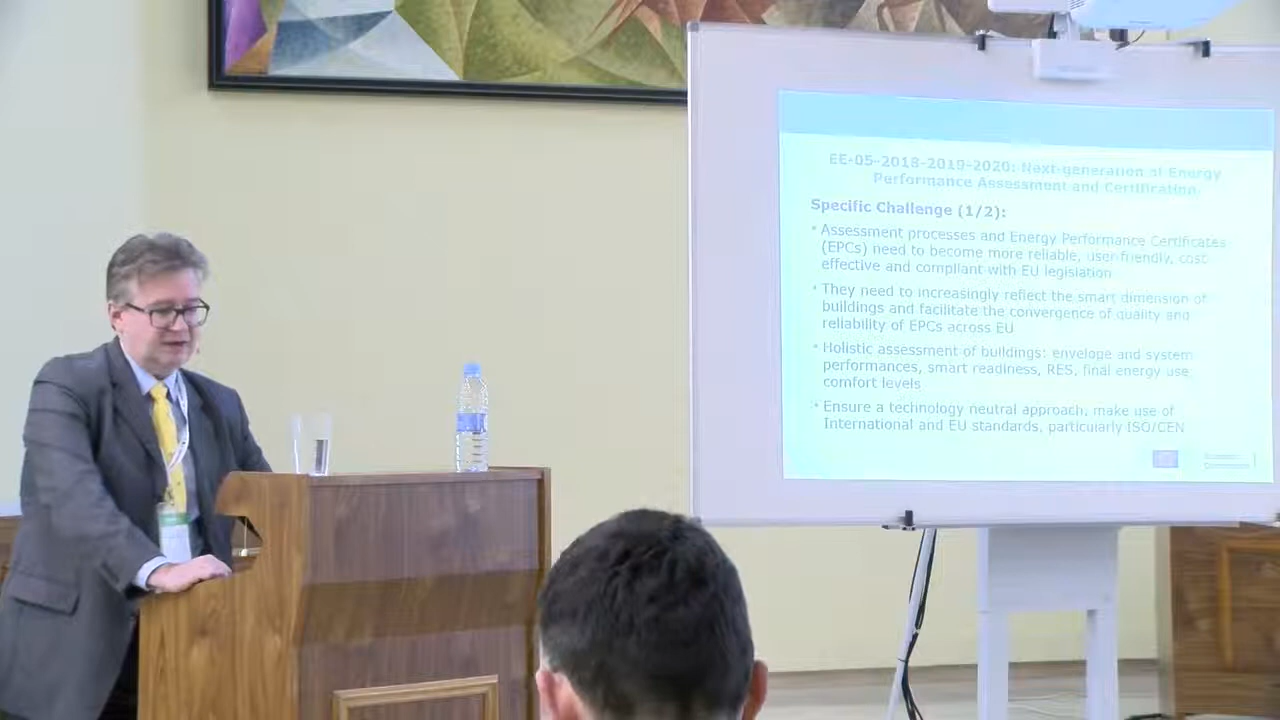 EE-05-2018-2019-2020: Next-generation of Energy
Performance Assessment and Certification
Specific Challenge (1/2):
• Assessment processes and Energy Performance Certificates
(EPCs) need to become more reliable, user-friendly, cost-
effective and compliant with EU legislation
• They need to increasingly reflect the smart dimension of
buildings and facilitate the convergence of quality and
reliability of EPCs across EU
• Holistic assessment of buildings: envelope and system
performances, smart readiness, RES, final energy use,
comfort levels
• Ensure a technology neutral approach, make use of
International and EU standards, particularly ISO/CEN